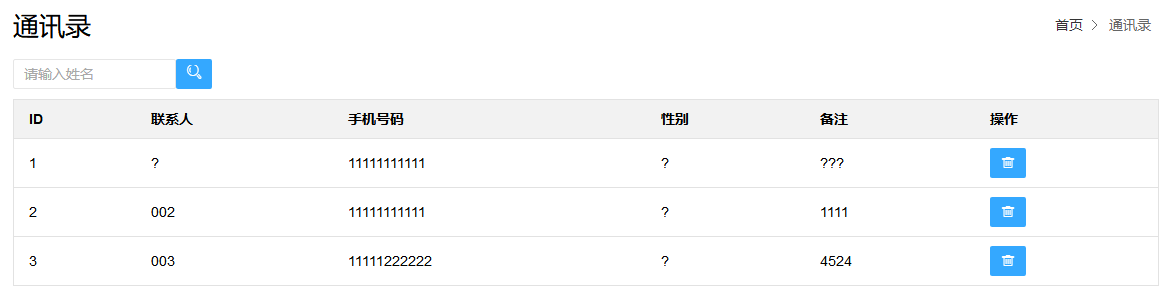 通讯录
首页 > 通讯录
请输入姓名
ID 联系人 手机号码 性别 备注 操作
1 ? 11111111111 ? ???
2 002 11111111111 ? 1111
3 003 11111222222 ? 4524